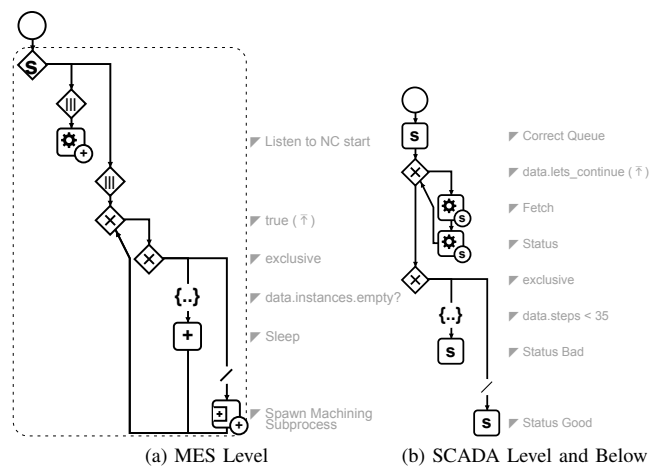 S
Listen to NC start
true (⊼)
exclusive
{..}
data.instances.empty?
+
Sleep
+
+
Spawn Machining
Subprocess
(a) MES Level
s
Correct Queue
data.lets_continue (⊼)
s
Fetch
s
Status
exclusive
{..}
data.steps < 35
s
Status Bad
s
Status Good
(b) SCADA Level and Below